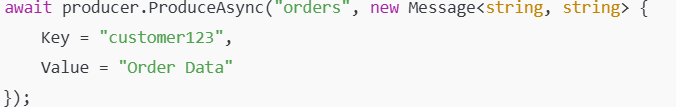 await producer.ProduceAsync("orders", new Message<string, string> {
    Key = "customer123",
    Value = "Order Data"
});